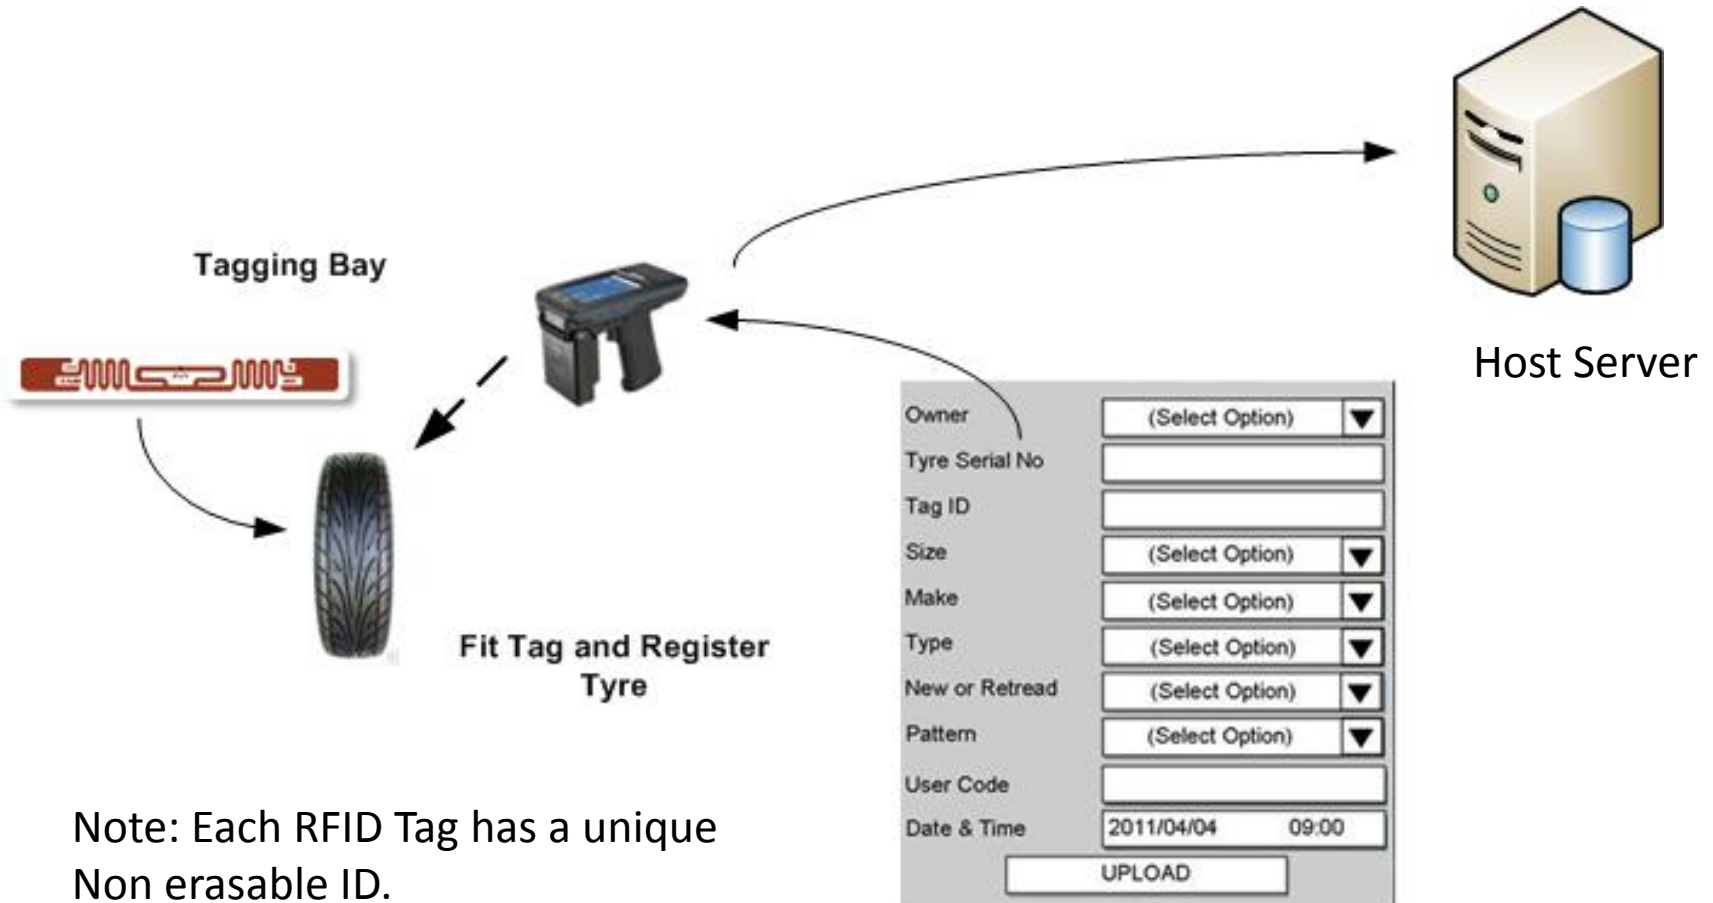 Tagging Bay
Host Server
Fit Tag and Register
Tyre
Owner (Select Option)
Tyre Serial No
Tag ID
Size (Select Option)
Make (Select Option)
Type (Select Option)
New or Retread (Select Option)
Pattern (Select Option)
User Code
Date & Time 2011/04/04 09:00
UPLOAD
Note: Each RFID Tag has a unique
Non erasable ID.